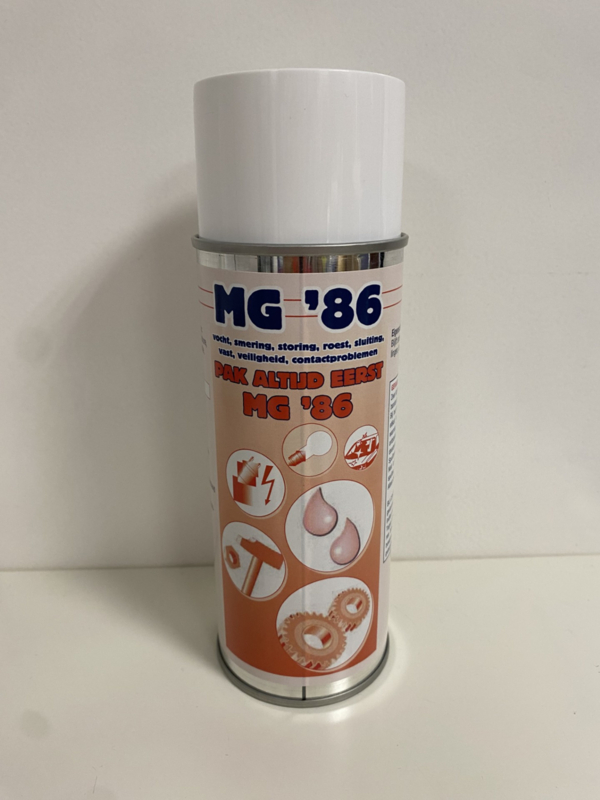 MG '86
vocht, smering, storing, roest, sluiting,
vast, veiligheid, contactproblemen
PAK ALTIJD EERST
MG '86